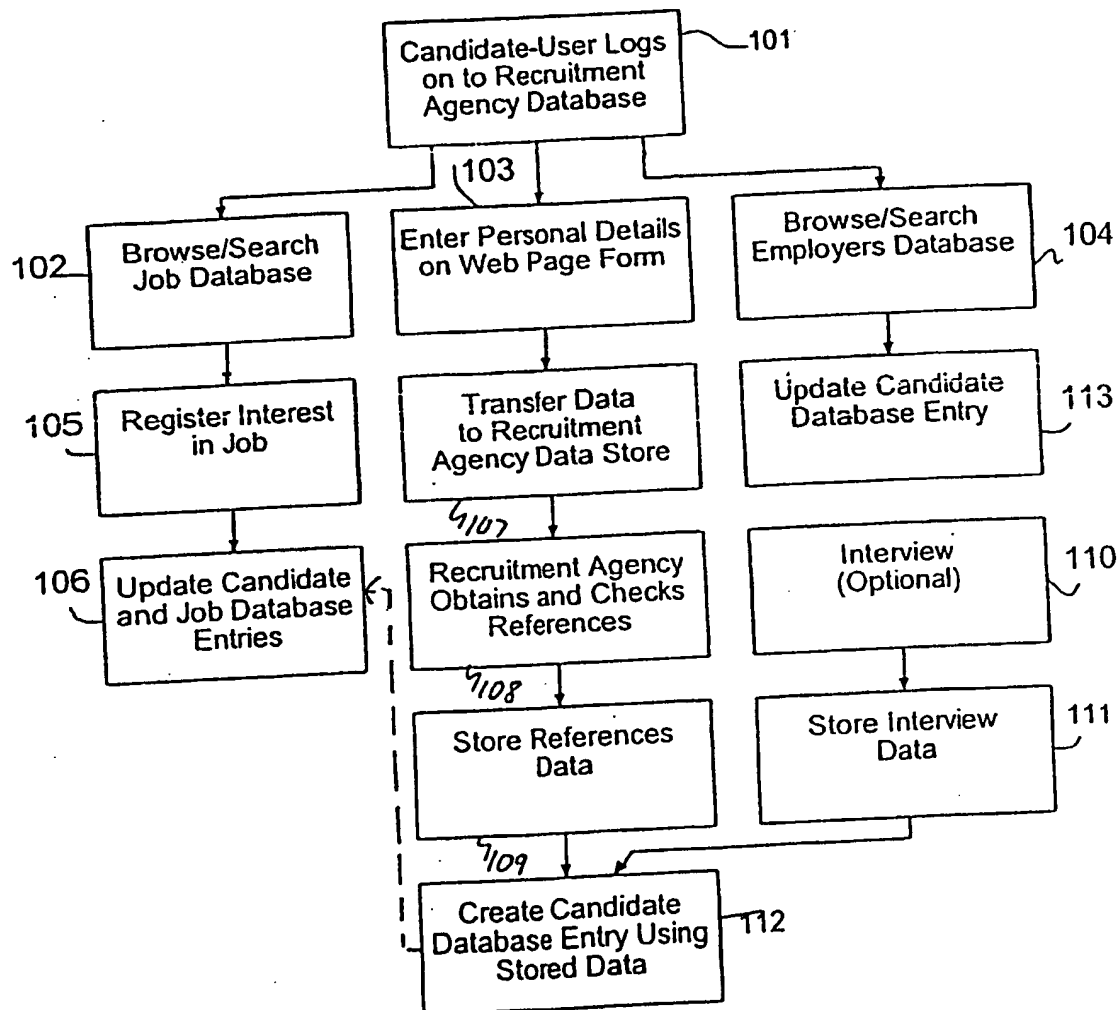 Candidate-User Logs
on to Recruitment
Agency Database
101
103
Browse/Search
Job Database
102
Enter Personal Details
on Web Page Form
Browse/Search
Employers Database
104
Register Interest
in Job
105
Transfer Data
to Recruitment
Agency Data Store
107
Update Candidate
Database Entry
113
Update Candidate
and Job Database
Entries
106
Recruitment Agency
Obtains and Checks
References
108
Interview
(Optional)
110
Store References
Data
109
Store Interview
Data
111
Create Candidate
Database Entry Using
Stored Data
112